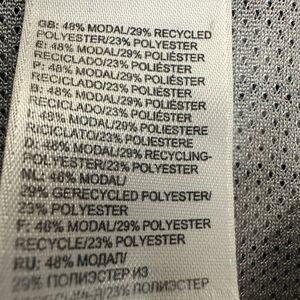 GB: 48% MODAL/29% RECYCLED
POLYESTER/23% POLYESTER
E: 48% MODAL/29% POLIÉSTER
RECICLADO/23% POLIÉSTER
P: 48% MODAL/29% POLIÉSTER
RECICLADO/23% POLIÉSTER
B: 48% MODAL/29% POLIÉSTER
RECICLADO/23% POLIÉSTER
I: 48% MODAL/29% POLIESTERE
RICICLATO/23% POLIESTERE
D: 48% MODAL/29% RECYCLING-
POLYESTER/23% POLYESTER
NL: 48% MODAL/
29% GERECYCLED POLYESTER/
23% POLYESTER
F: 48% MODAL/29% POLYESTER
RECYCLE/23% POLYESTER
RU: 48% МОДАЛ/
29% ПОЛИЭСТЕР ИЗ
ПОЛИЭСТЕР